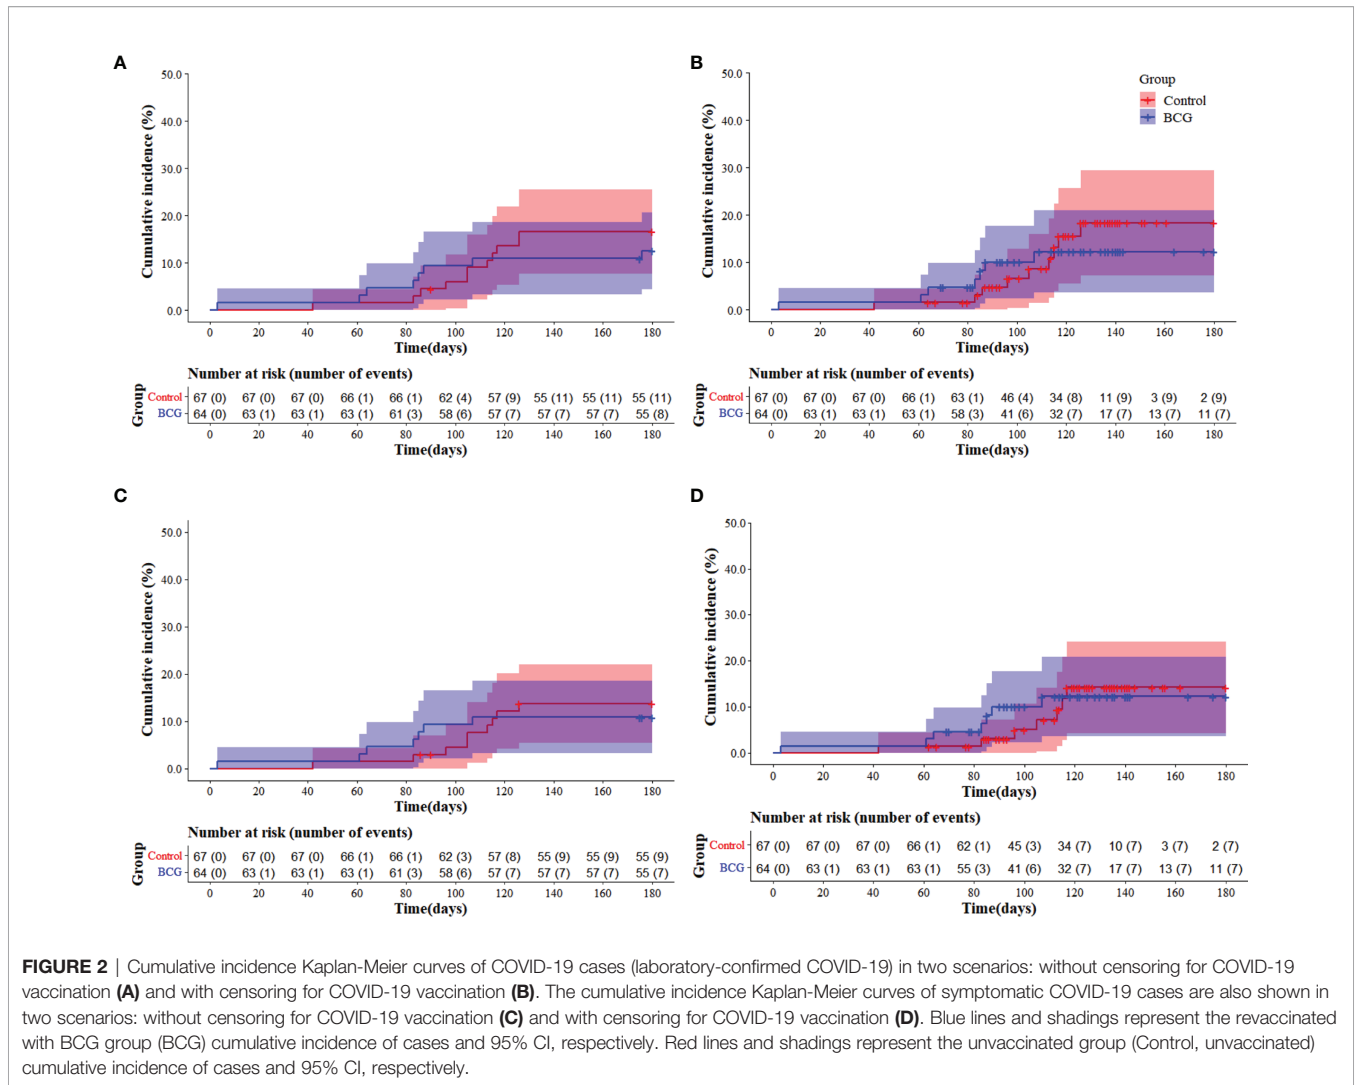 A
50.0
40.0
30.0
20.0
10.0
0.0
Cumulative incidence (%)
0 20 40 60 80 100 120 140 160 180
Time(days)
Number at risk (number of events)
Group
Control 67 (0) 67 (0) 67 (0) 66 (1) 66 (1) 62 (4) 57 (9) 55 (11) 55 (11) 55 (11)
BCG 64 (0) 63 (1) 63 (1) 63 (1) 61 (3) 58 (6) 57 (7) 57 (7) 57 (7) 55 (8)
0 20 40 60 80 100 120 140 160 180
Time(days)
B
Group
Control
BCG
50.0
40.0
30.0
20.0
10.0
0.0
Cumulative incidence (%)
0 20 40 60 80 100 120 140 160 180
Time(days)
Number at risk (number of events)
Group
Control 67 (0) 67 (0) 67 (0) 66 (1) 63 (1) 46 (4) 34 (8) 11 (9) 3 (9) 2 (9)
BCG 64 (0) 63 (1) 63 (1) 63 (1) 58 (3) 41 (6) 32 (7) 17 (7) 13 (7) 11 (7)
0 20 40 60 80 100 120 140 160 180
Time(days)
C
50.0
40.0
30.0
20.0
10.0
0.0
Cumulative incidence (%)
0 20 40 60 80 100 120 140 160 180
Time(days)
Number at risk (number of events)
Group
Control 67 (0) 67 (0) 67 (0) 66 (1) 66 (1) 62 (3) 57 (8) 55 (9) 55 (9) 55 (9)
BCG 64 (0) 63 (1) 63 (1) 63 (1) 61 (3) 58 (6) 57 (7) 57 (7) 57 (7) 55 (7)
0 20 40 60 80 100 120 140 160 180
Time(days)
D
50.0
40.0
30.0
20.0
10.0
0.0
Cumulative incidence (%)
0 20 40 60 80 100 120 140 160 180
Time(days)
Number at risk (number of events)
Group
Control 67 (0) 67 (0) 67 (0) 66 (1) 62 (1) 45 (3) 34 (7) 10 (7) 3 (7) 2 (7)
BCG 64 (0) 63 (1) 63 (1) 63 (1) 55 (3) 41 (6) 32 (7) 17 (7) 13 (7) 11 (7)
0 20 40 60 80 100 120 140 160 180
Time(days)
FIGURE 2 | Cumulative incidence Kaplan-Meier curves of COVID-19 cases (laboratory-confirmed COVID-19) in two scenarios: without censoring for COVID-19
vaccination (A) and with censoring for COVID-19 vaccination (B). The cumulative incidence Kaplan-Meier curves of symptomatic COVID-19 cases are also shown in
two scenarios: without censoring for COVID-19 vaccination (C) and with censoring for COVID-19 vaccination (D). Blue lines and shadings represent the revaccinated
with BCG group (BCG) cumulative incidence of cases and 95% CI, respectively. Red lines and shadings represent the unvaccinated group (Control, unvaccinated)
cumulative incidence of cases and 95% CI, respectively.